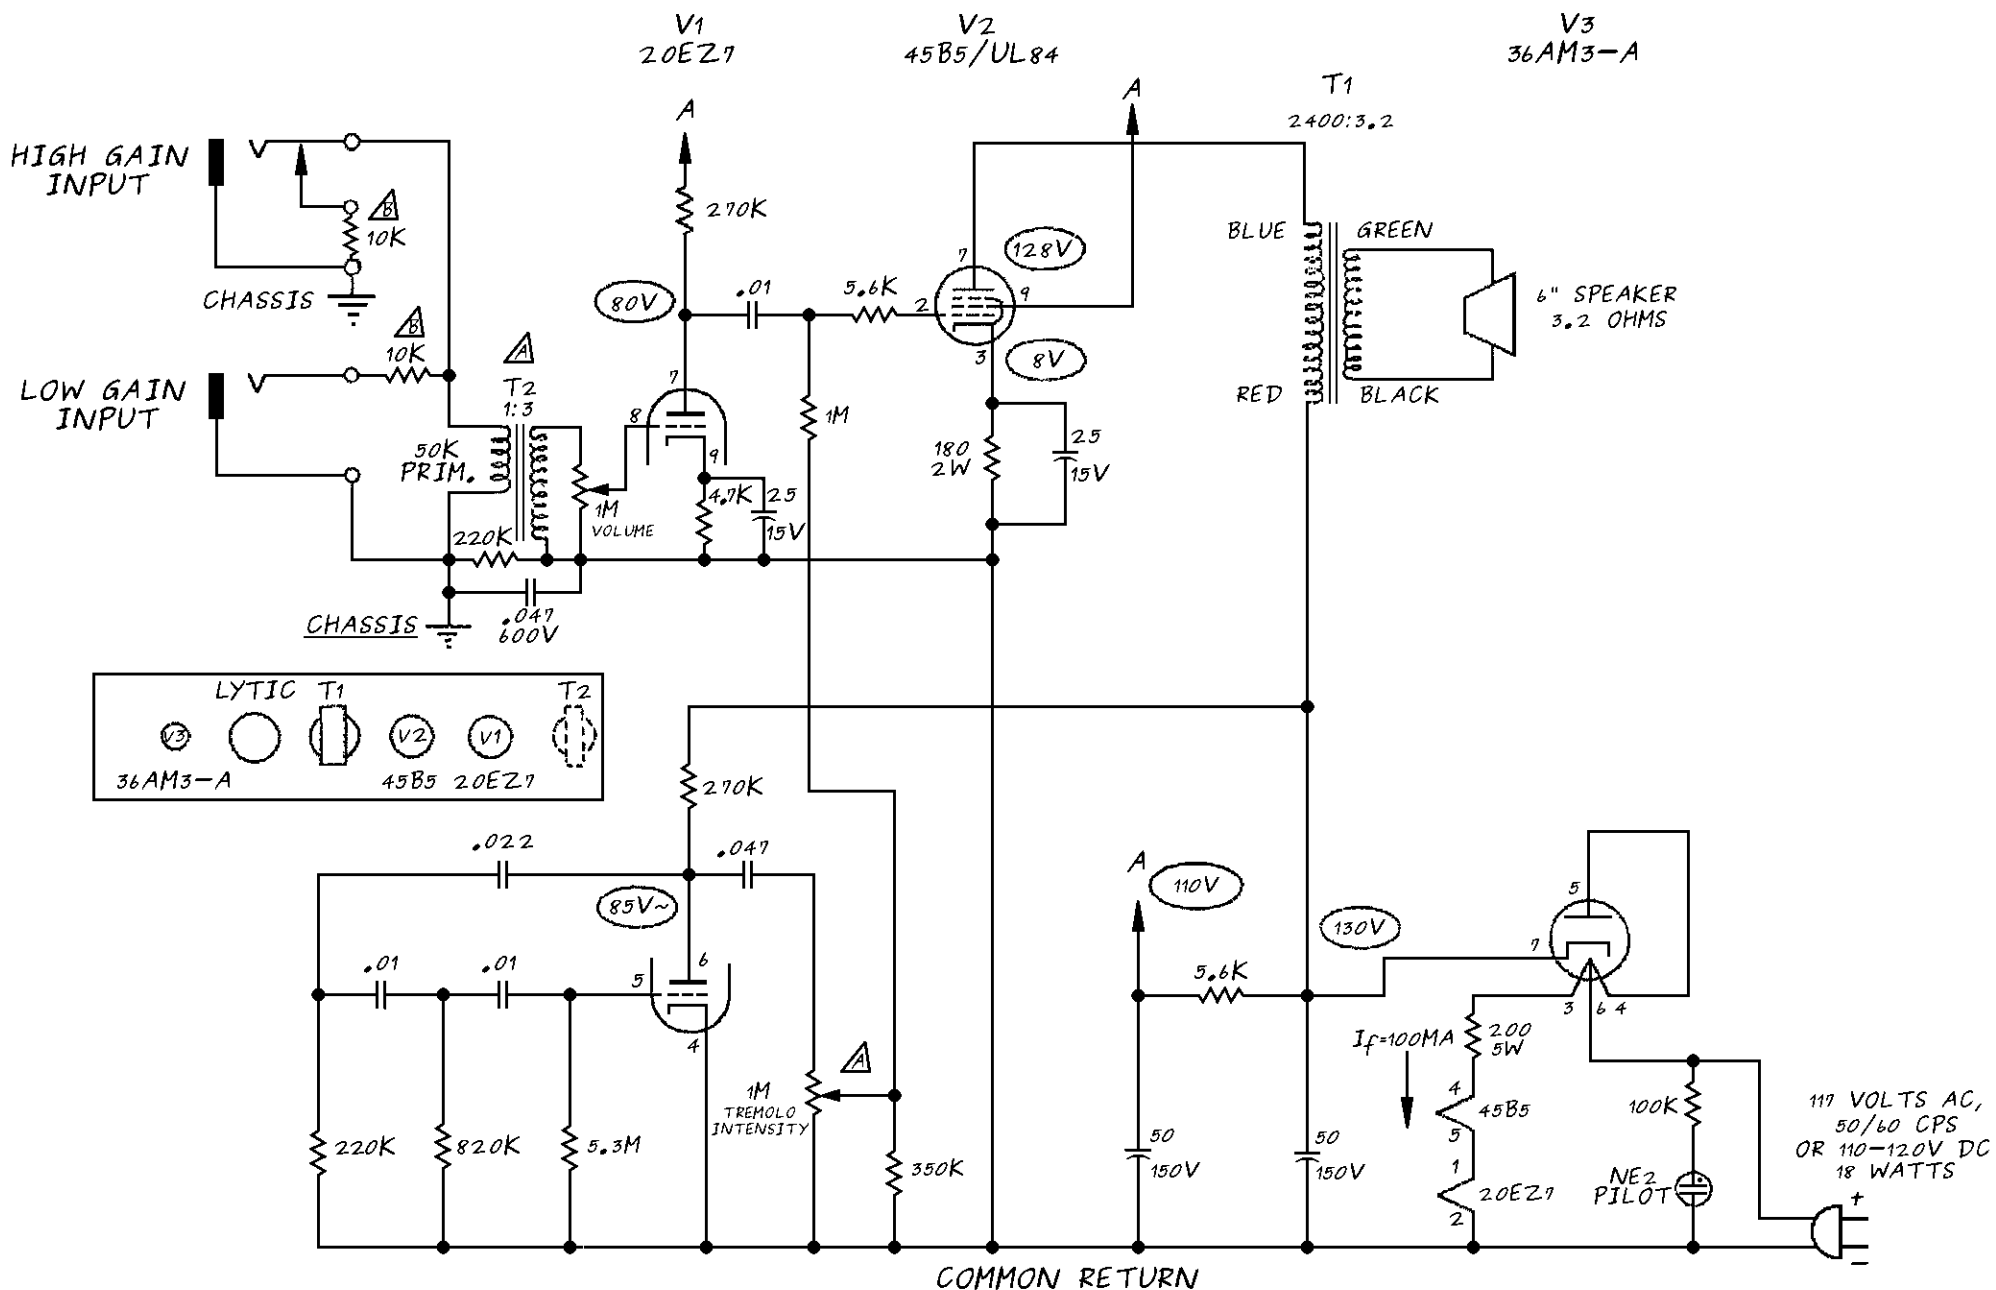 V1
20EZ7
V2
45B5/UL84
V3
36AM3-A
A
A
T1
2400:3.2
HIGH GAIN
INPUT
B
10K
CHASSIS
270K
BLUE
GREEN
128V
7
80V
.01
5.6K
2
9
6" SPEAKER
3.2 OHMS
B
10K
A
3
8V
LOW GAIN
INPUT
T2
1:3
7
8
1M
RED
BLACK
50K
PRIM.
9
180
2W
25
15V
4.7K
25
15V
1M
VOLUME
220K
.047
600V
CHASSIS
LYTIC
T1
T2
V3
V2
V1
36AM3-A
45B5
20EZ7
270K
.022
.047
A
110V
85V~
5
130V
7
.01
.01
5
6
4
5.6K
3
6
4
If=100MA
200
5W
A
1M
TREMOLO
INTENSITY
4
45B5
5
100K
117 VOLTS AC,
50/60 CPS
OR 110-120V DC
18 WATTS
220K
820K
5.3M
350K
50
150V
50
150V
1
20EZ7
2
NE2
PILOT
+
−
COMMON RETURN